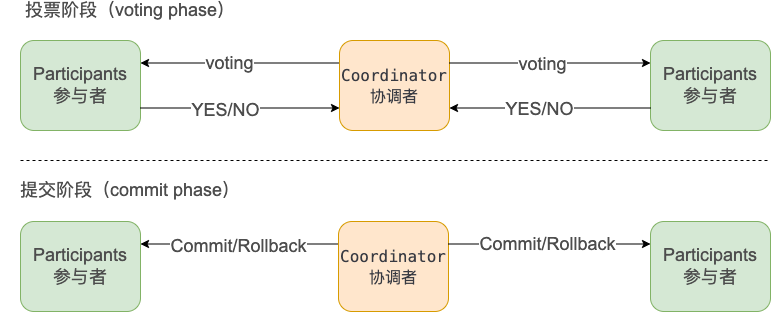 投票阶段（voting phase）
Participants
参与者
voting
YES/NO
Coordinator
协调者
voting
YES/NO
Participants
参与者
提交阶段（commit phase）
Participants
参与者
Commit/Rollback
Coordinator
协调者
Commit/Rollback
Participants
参与者